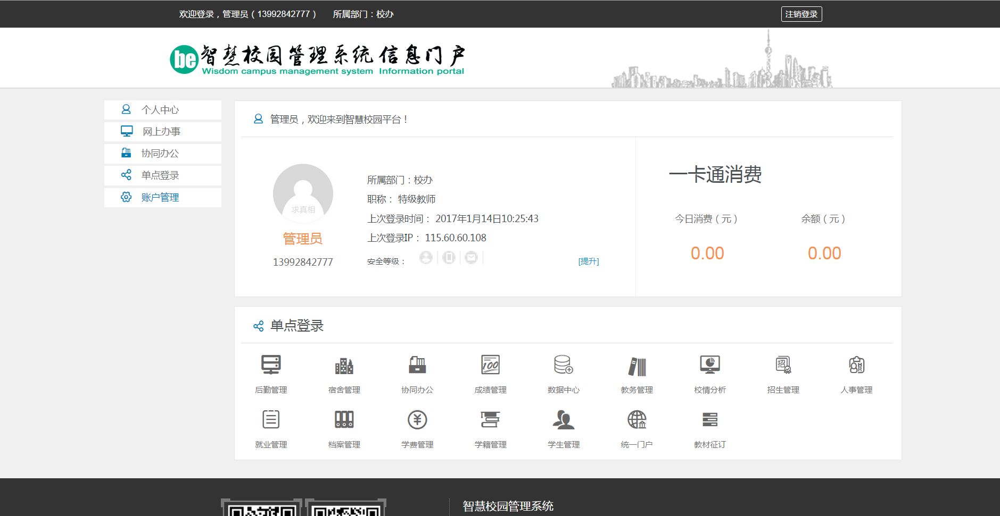 欢迎登录，管理员（13992842777） 所属部门：校办
注销登录
be 智慧校园管理系统 信息门户
Wisdom campus management system Information portal
个人中心
网上办事
协同办公
单点登录
账户管理
管理员，欢迎来到智慧校园平台！
求真相
管理员
13992842777
所属部门：校办
职称： 特级教师
上次登录时间： 2017年1月14日10:25:43
上次登录IP： 115.60.60.108
安全等级：
[提升]
一卡通消费
今日消费（元） 余额（元）
0.00 0.00
单点登录
100
招
后勤管理 宿舍管理 协同办公 成绩管理 数据中心 教务管理 校情分析 招生管理 人事管理
¥
就业管理 档案管理 学费管理 学籍管理 学生管理 统一门户 教材征订
智慧校园管理系统